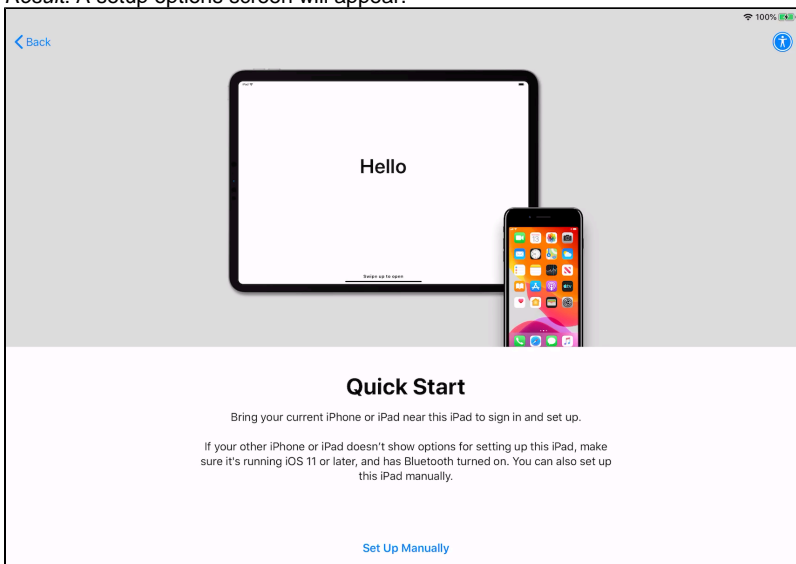 Result: A setup options screen will appear.
100%
Back
Hello
Swipe up to open
Quick Start
Bring your current iPhone or iPad near this iPad to sign in and set up.
If your other iPhone or iPad doesn't show options for setting up this iPad, make
sure it's running iOS 11 or later, and has Bluetooth turned on. You can also set up
this iPad manually.
Set Up Manually